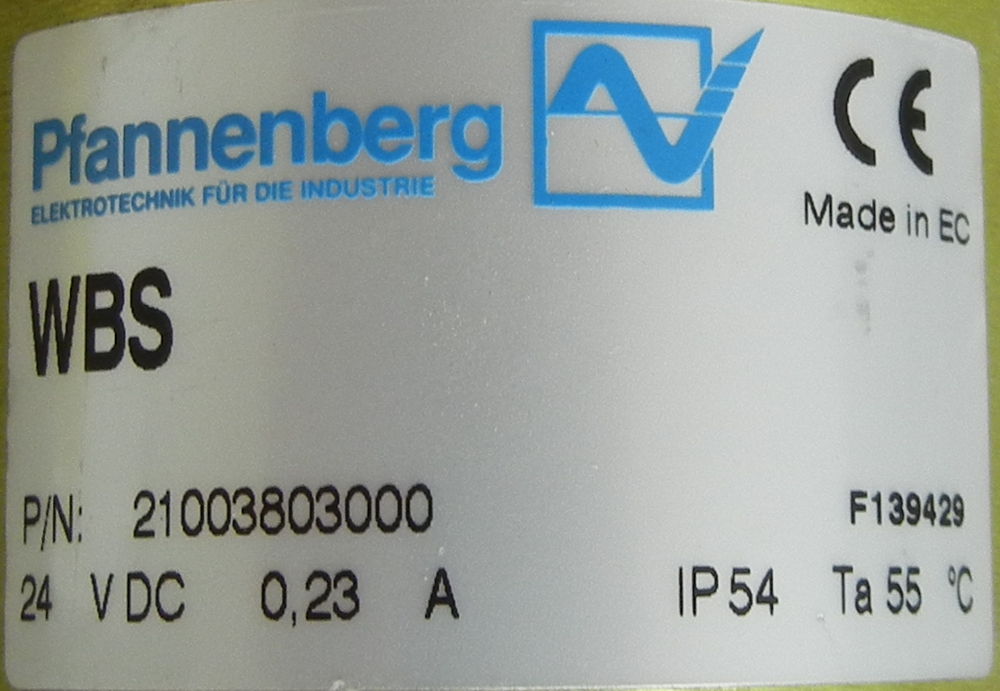 Pfannenberg
ELEKTROTECHNIK FÜR DIE INDUSTRIE
CE
Made in EC
WBS
P/N: 21003803000
F139429
24 V DC 0,23 A IP 54 Ta 55 °C